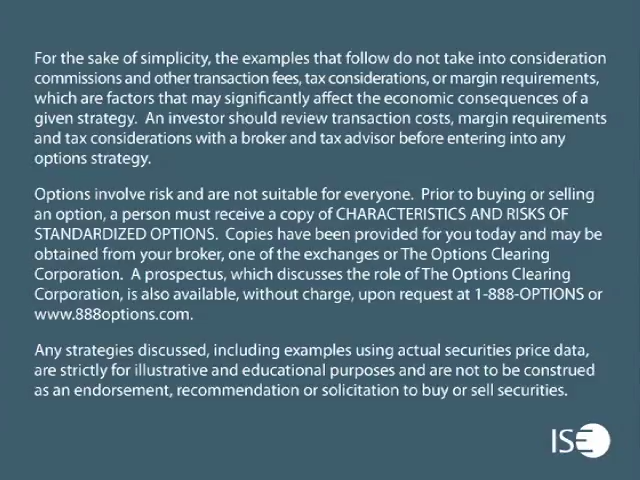 For the sake of simplicity, the examples that follow do not take into consideration
commissions and other transaction fees, tax considerations, or margin requirements,
which are factors that may significantly affect the economic consequences of a
given strategy.  An investor should review transaction costs, margin requirements
and tax considerations with a broker and tax advisor before entering into any
options strategy.
Options involve risk and are not suitable for everyone.  Prior to buying or selling
an option, a person must receive a copy of CHARACTERISTICS AND RISKS OF
STANDARDIZED OPTIONS.  Copies have been provided for you today and may be
obtained from your broker, one of the exchanges or The Options Clearing
Corporation.  A prospectus, which discusses the role of The Options Clearing
Corporation, is also available, without charge, upon request at 1-888-OPTIONS or
www.888options.com.
Any strategies discussed, including examples using actual securities price data,
are strictly for illustrative and educational purposes and are not to be construed
as an endorsement, recommendation or solicitation to buy or sell securities.
ISE